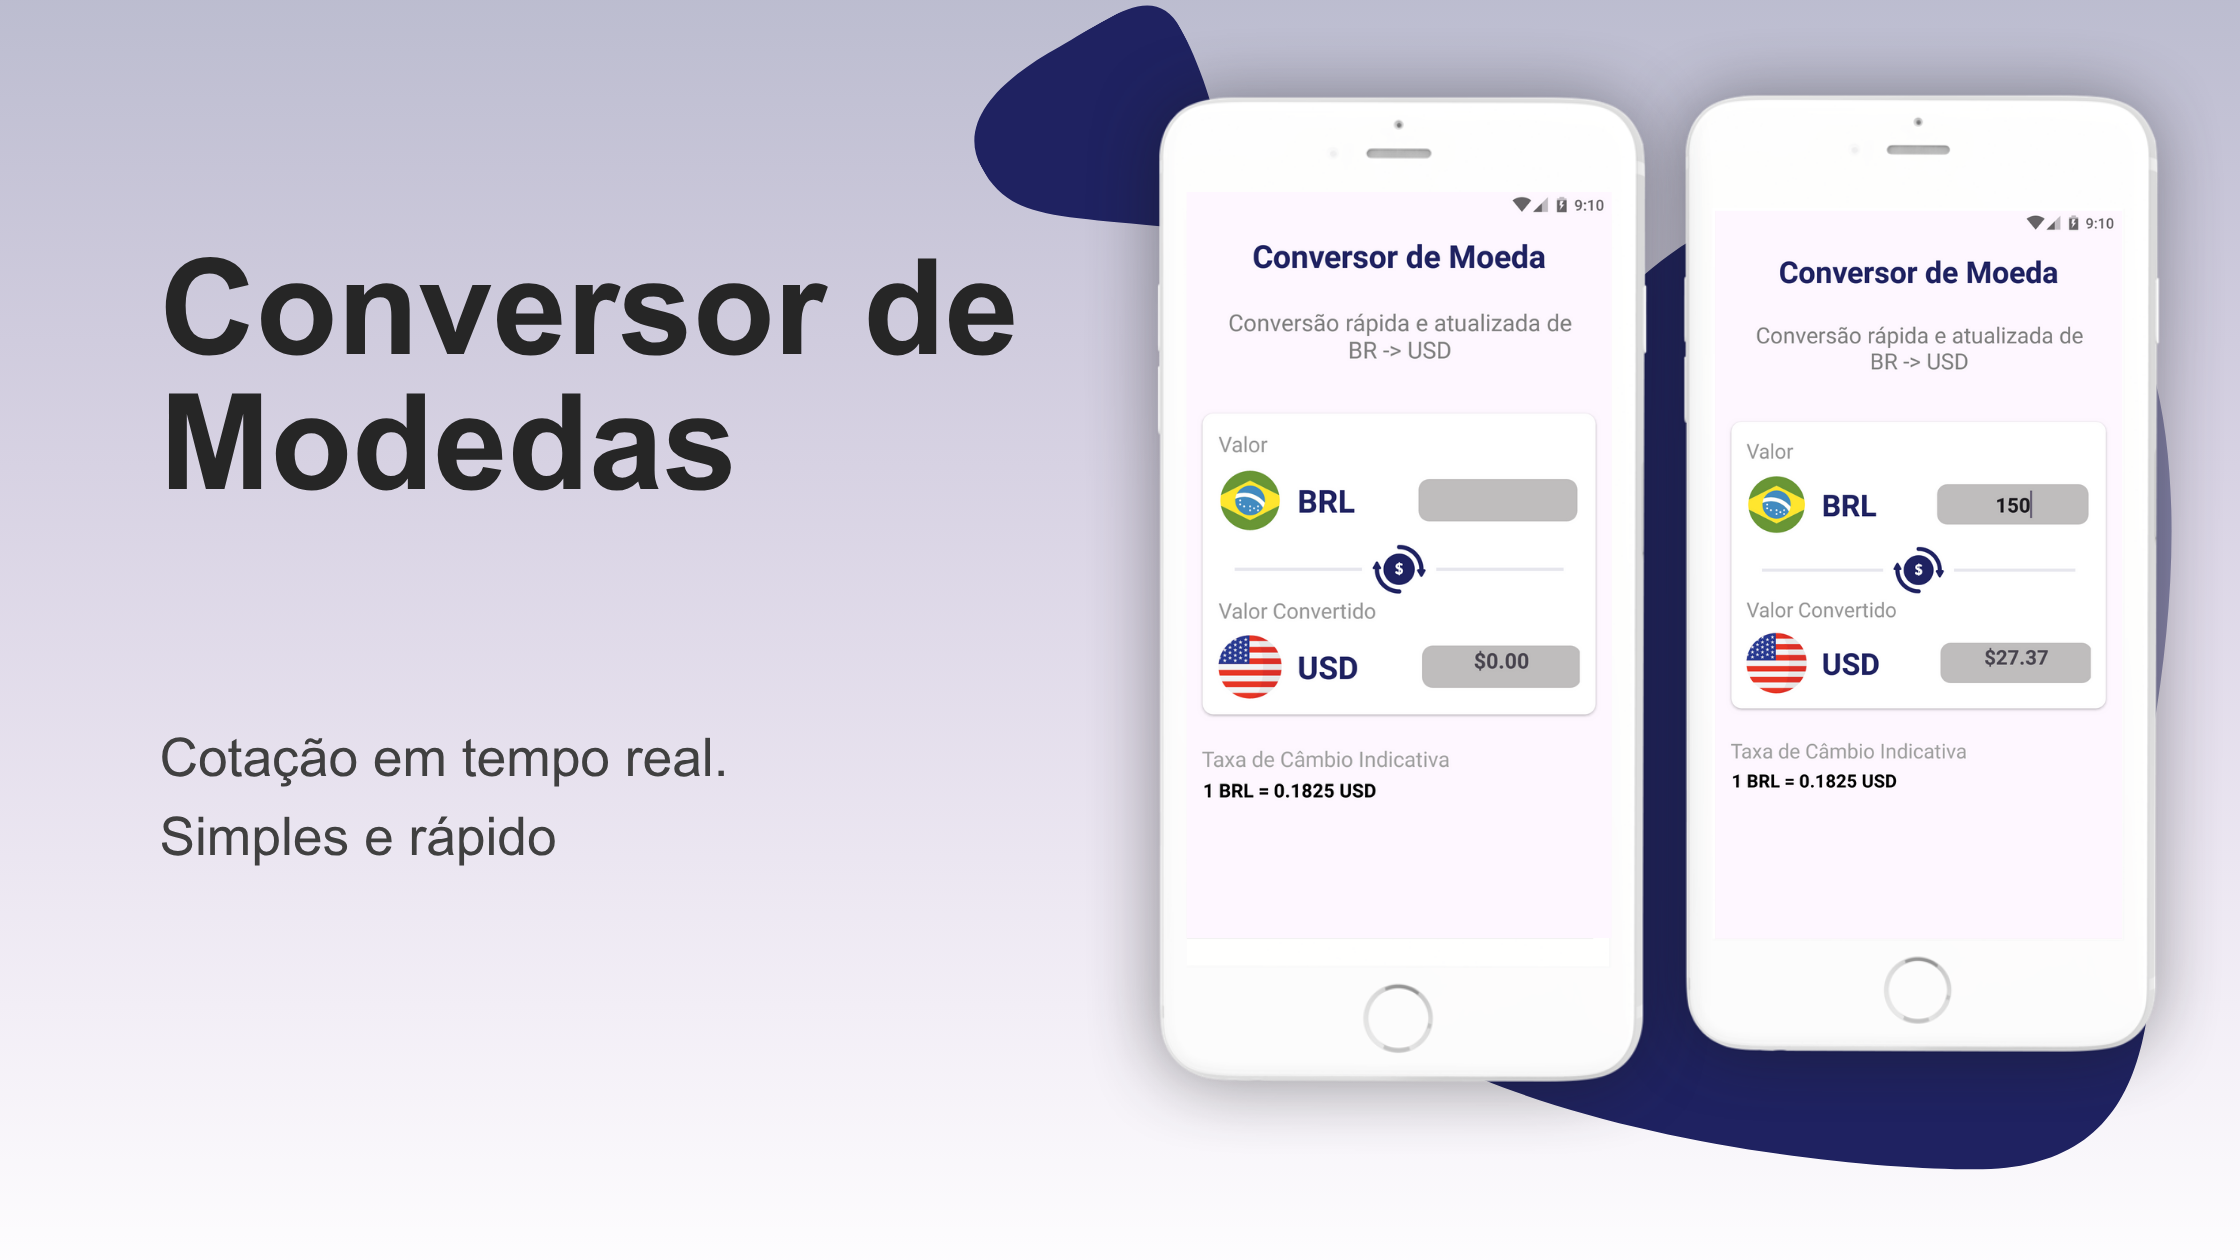 Conversor de
Modedas
Cotação em tempo real.
Simples e rápido
9:10
Conversor de Moeda
Conversão rápida e atualizada de
BR -> USD
Valor
BRL
$
Valor Convertido
USD
$0.00
Taxa de Câmbio Indicativa
1 BRL = 0.1825 USD
9:10
Conversor de Moeda
Conversão rápida e atualizada de
BR -> USD
Valor
BRL
150
$
Valor Convertido
USD
$27.37
Taxa de Câmbio Indicativa
1 BRL = 0.1825 USD